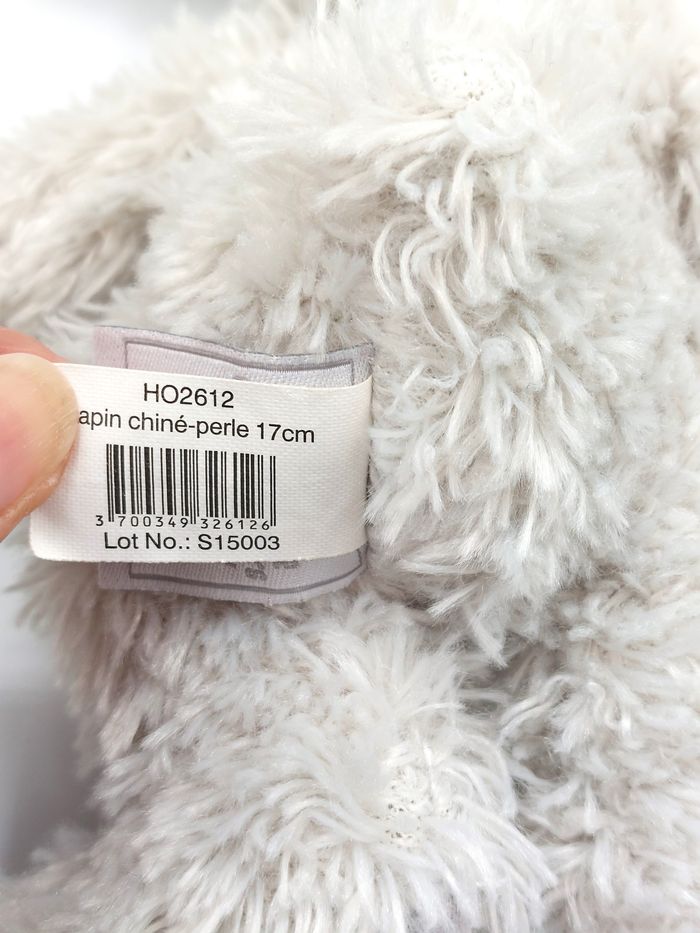 HO2612
apin chiné-perle 17cm
3 700349 326126
Lot No.: S15003